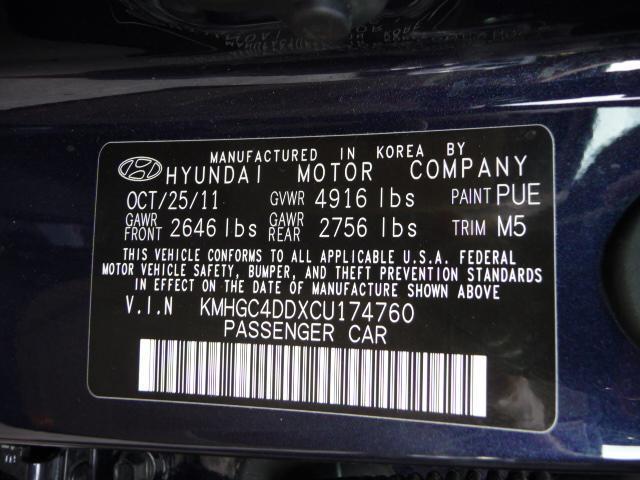 MANUFACTURED IN KOREA BY
HYUNDAI MOTOR COMPANY
OCT/25/11 GVWR 4916 lbs PAINT PUE
GAWR FRONT 2646 lbs GAWR REAR 2756 lbs TRIM M5
THIS VEHICLE CONFORMS TO ALL APPLICABLE U.S.A. FEDERAL
MOTOR VEHICLE SAFETY, BUMPER, AND THEFT PREVENTION STANDARDS
IN EFFECT ON THE DATE OF MANUFACTURE SHOWN ABOVE
V.I.N KMHGC4DDXCU174760
PASSENGER CAR